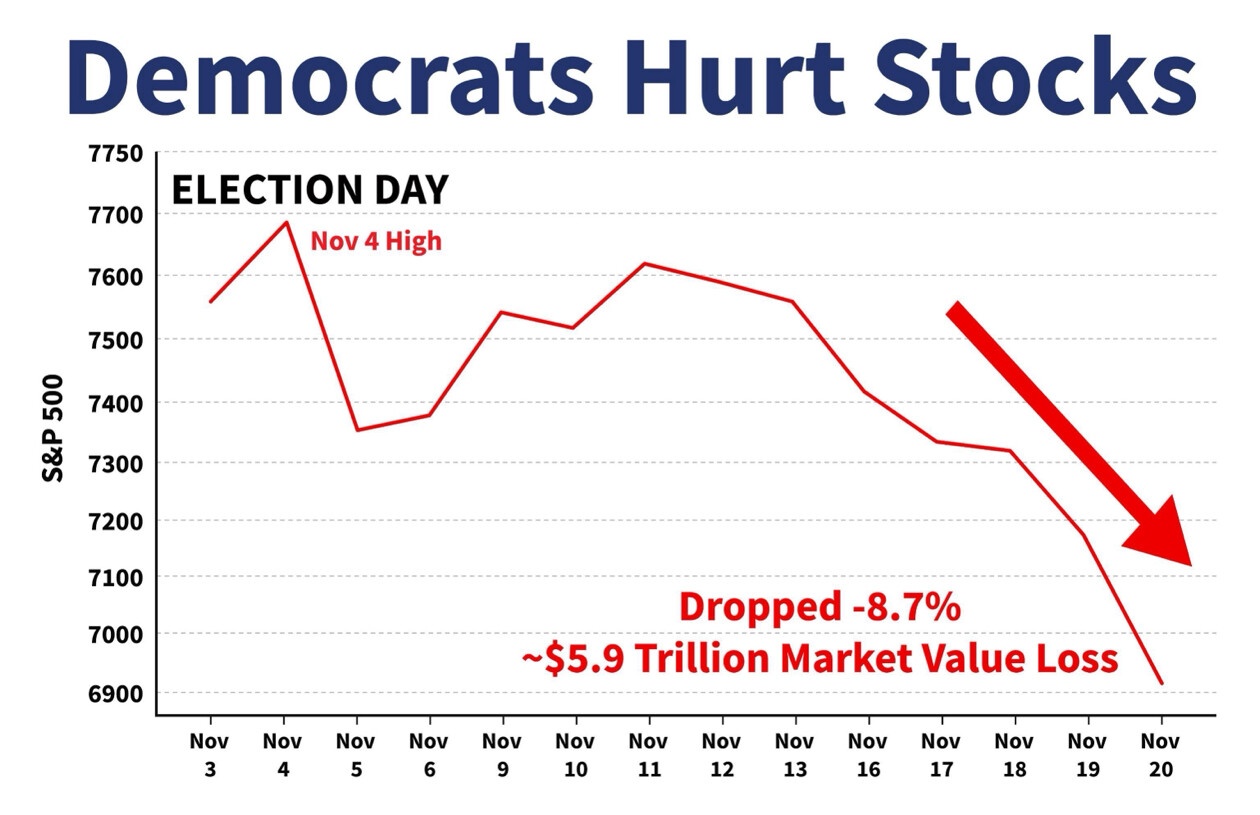 Democrats Hurt Stocks
7750
ELECTION DAY
7700
Nov 4 High
7600
7500
7400
S&P 500
7300
7200
7100
Dropped -8.7%
7000
~$5.9 Trillion Market Value Loss
6900
Nov Nov Nov Nov Nov Nov Nov Nov Nov Nov Nov Nov Nov Nov
3 4 5 6 9 10 11 12 13 16 17 18 19 20